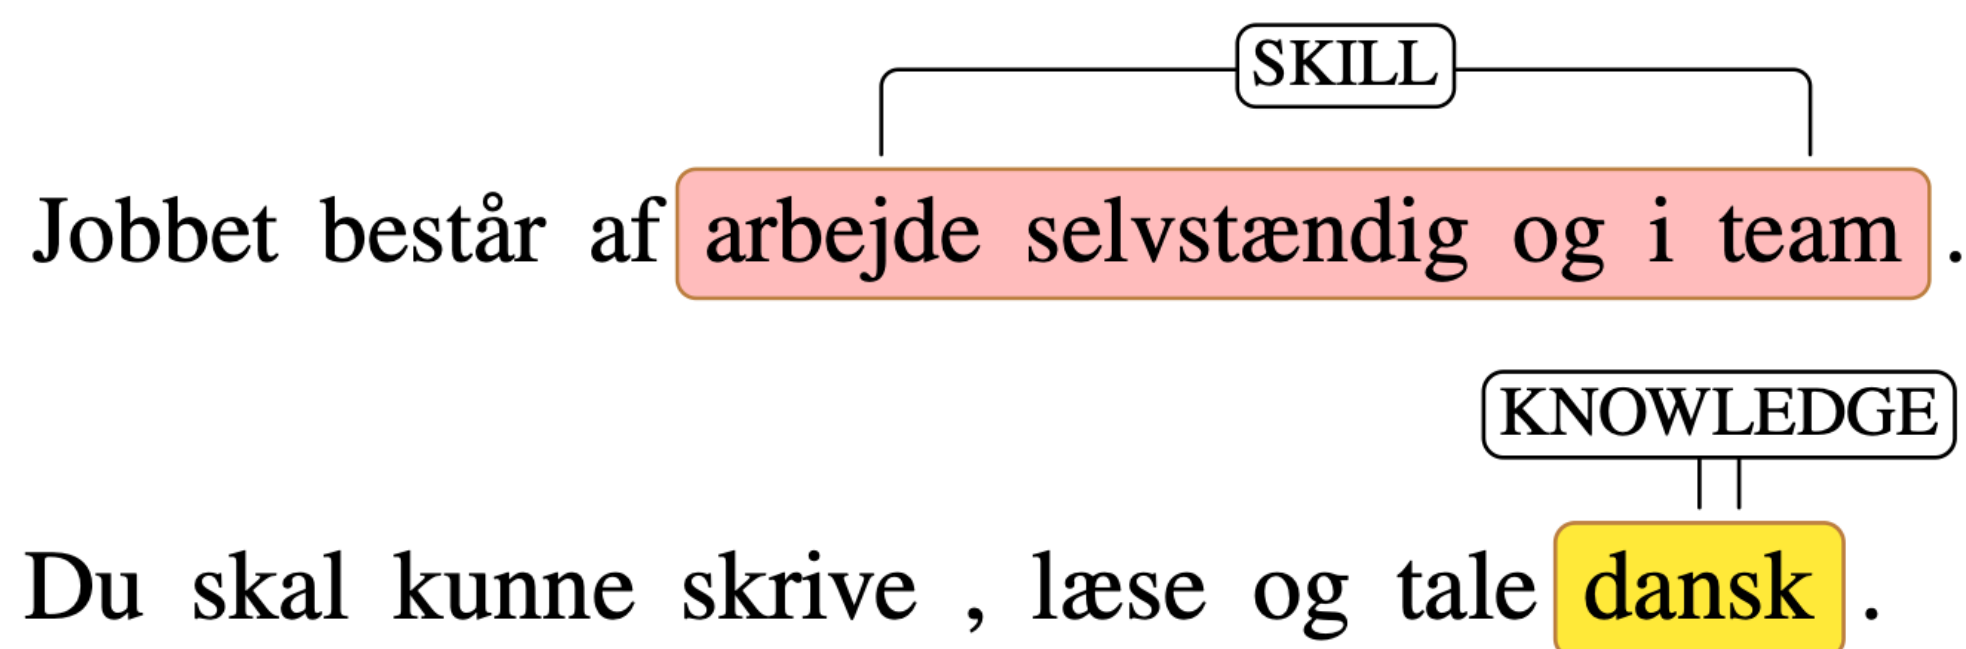 SKILL
Jobbet består af arbejde selvstændig og i team .
KNOWLEDGE
Du skal kunne skrive , læse og tale dansk .